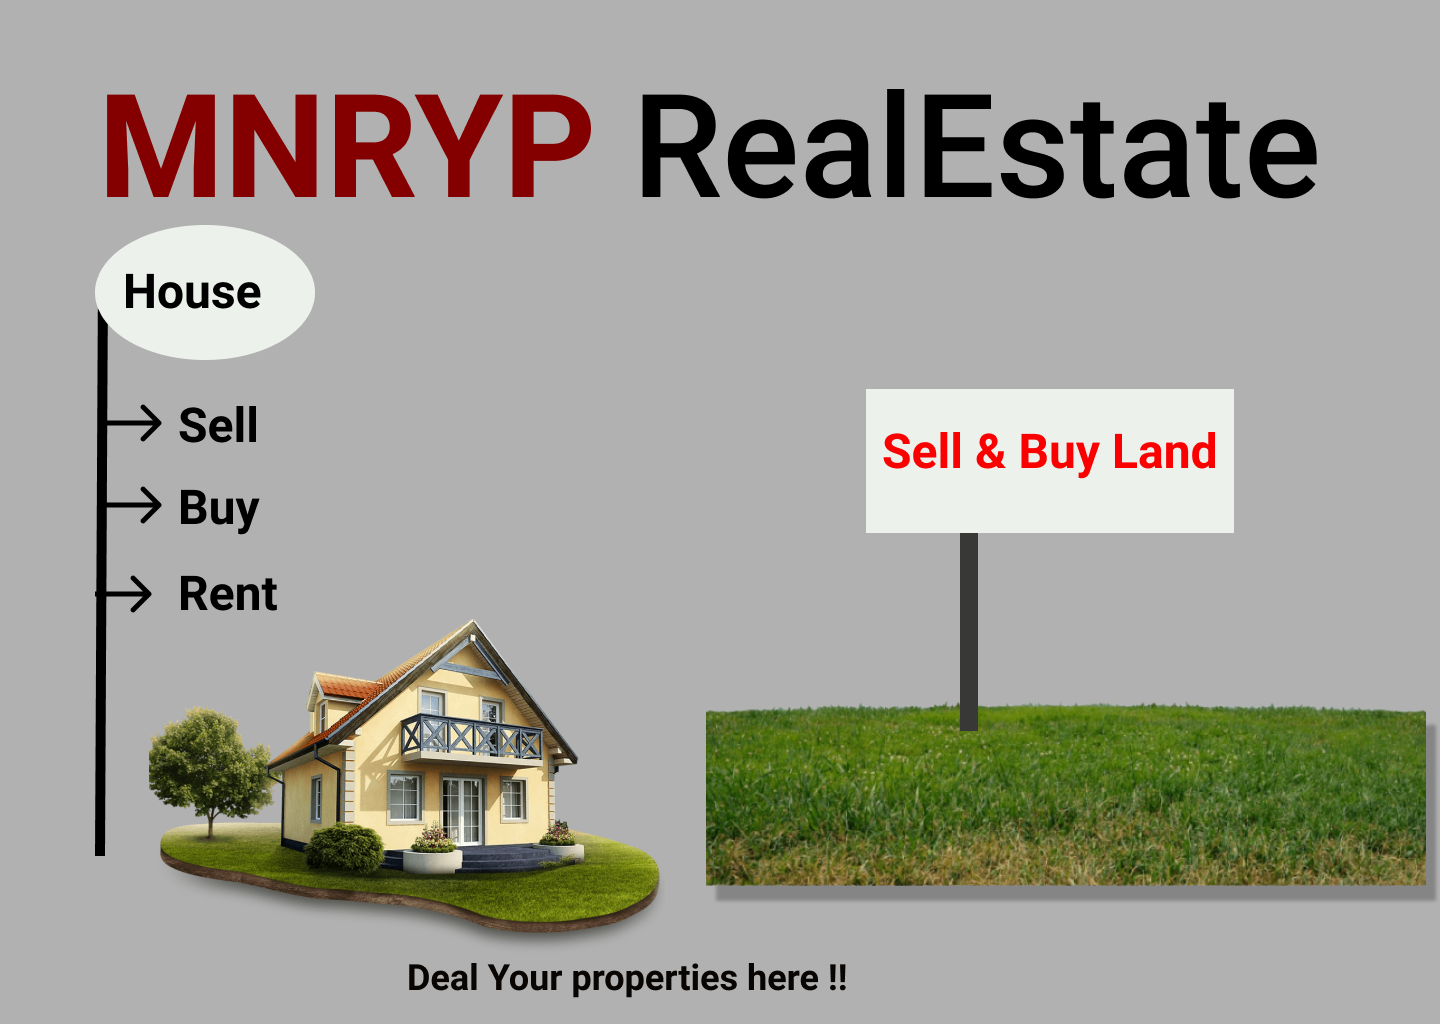 MNRYP RealEstate
House
Sell
Buy
Rent
Sell & Buy Land
Deal Your properties here !!